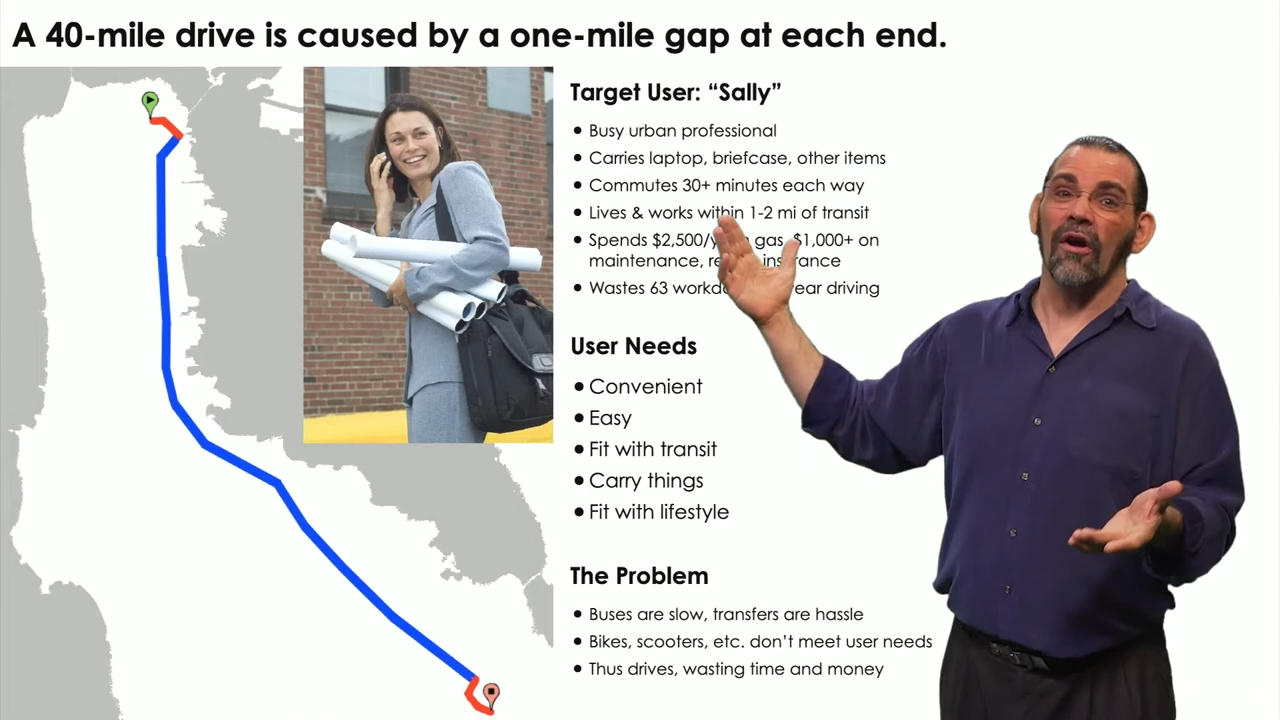 A 40-mile drive is caused by a one-mile gap at each end.
Target User: “Sally”
• Busy urban professional
• Carries laptop, briefcase, other items
• Commutes 30+ minutes each way
• Lives & works within 1-2 mi of transit
• Spends $2,500/y gas, $1,000+ on
maintenance, insurance
• Wastes 63 year driving
User Needs
• Convenient
• Easy
• Fit with transit
• Carry things
• Fit with lifestyle
The Problem
• Buses are slow, transfers are hassle
• Bikes, scooters, etc. don’t meet user needs
• Thus drives, wasting time and money